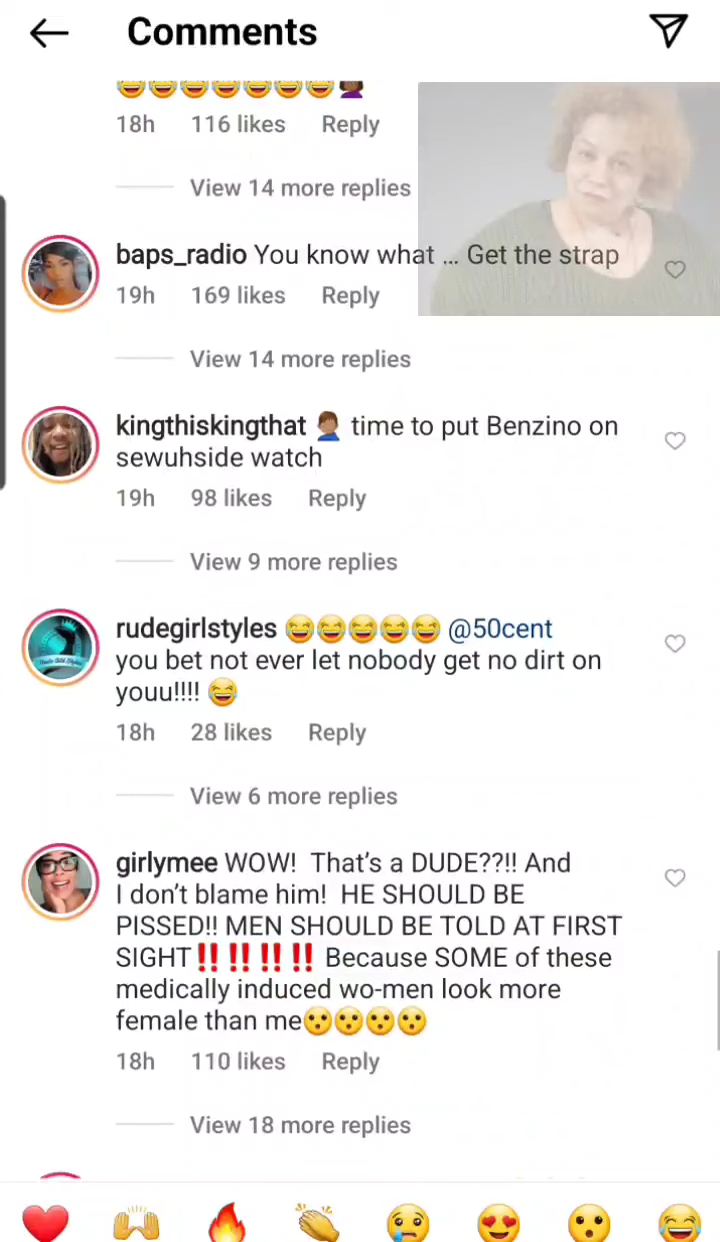 Comments
😂😂😂😂😂😂😂
18h 116 likes Reply
View 14 more replies
baps_radio You know what ... Get the strap
19h 169 likes Reply
View 14 more replies
kingthiskingthat 🤦🏽‍♂️ time to put Benzino on
sewuhside watch
19h 98 likes Reply
View 9 more replies
rudegirlstyles 😂😂😂😂😂 @50cent
you bet not ever let nobody get no dirt on
youu!!!! 😂
18h 28 likes Reply
View 6 more replies
girlymee WOW! That's a DUDE??!! And
I don't blame him! HE SHOULD BE
PISSED!! MEN SHOULD BE TOLD AT FIRST
SIGHT‼️‼️‼️‼️ Because SOME of these
medically induced wo-men look more
female than me😯😯😯😯
18h 110 likes Reply
View 18 more replies